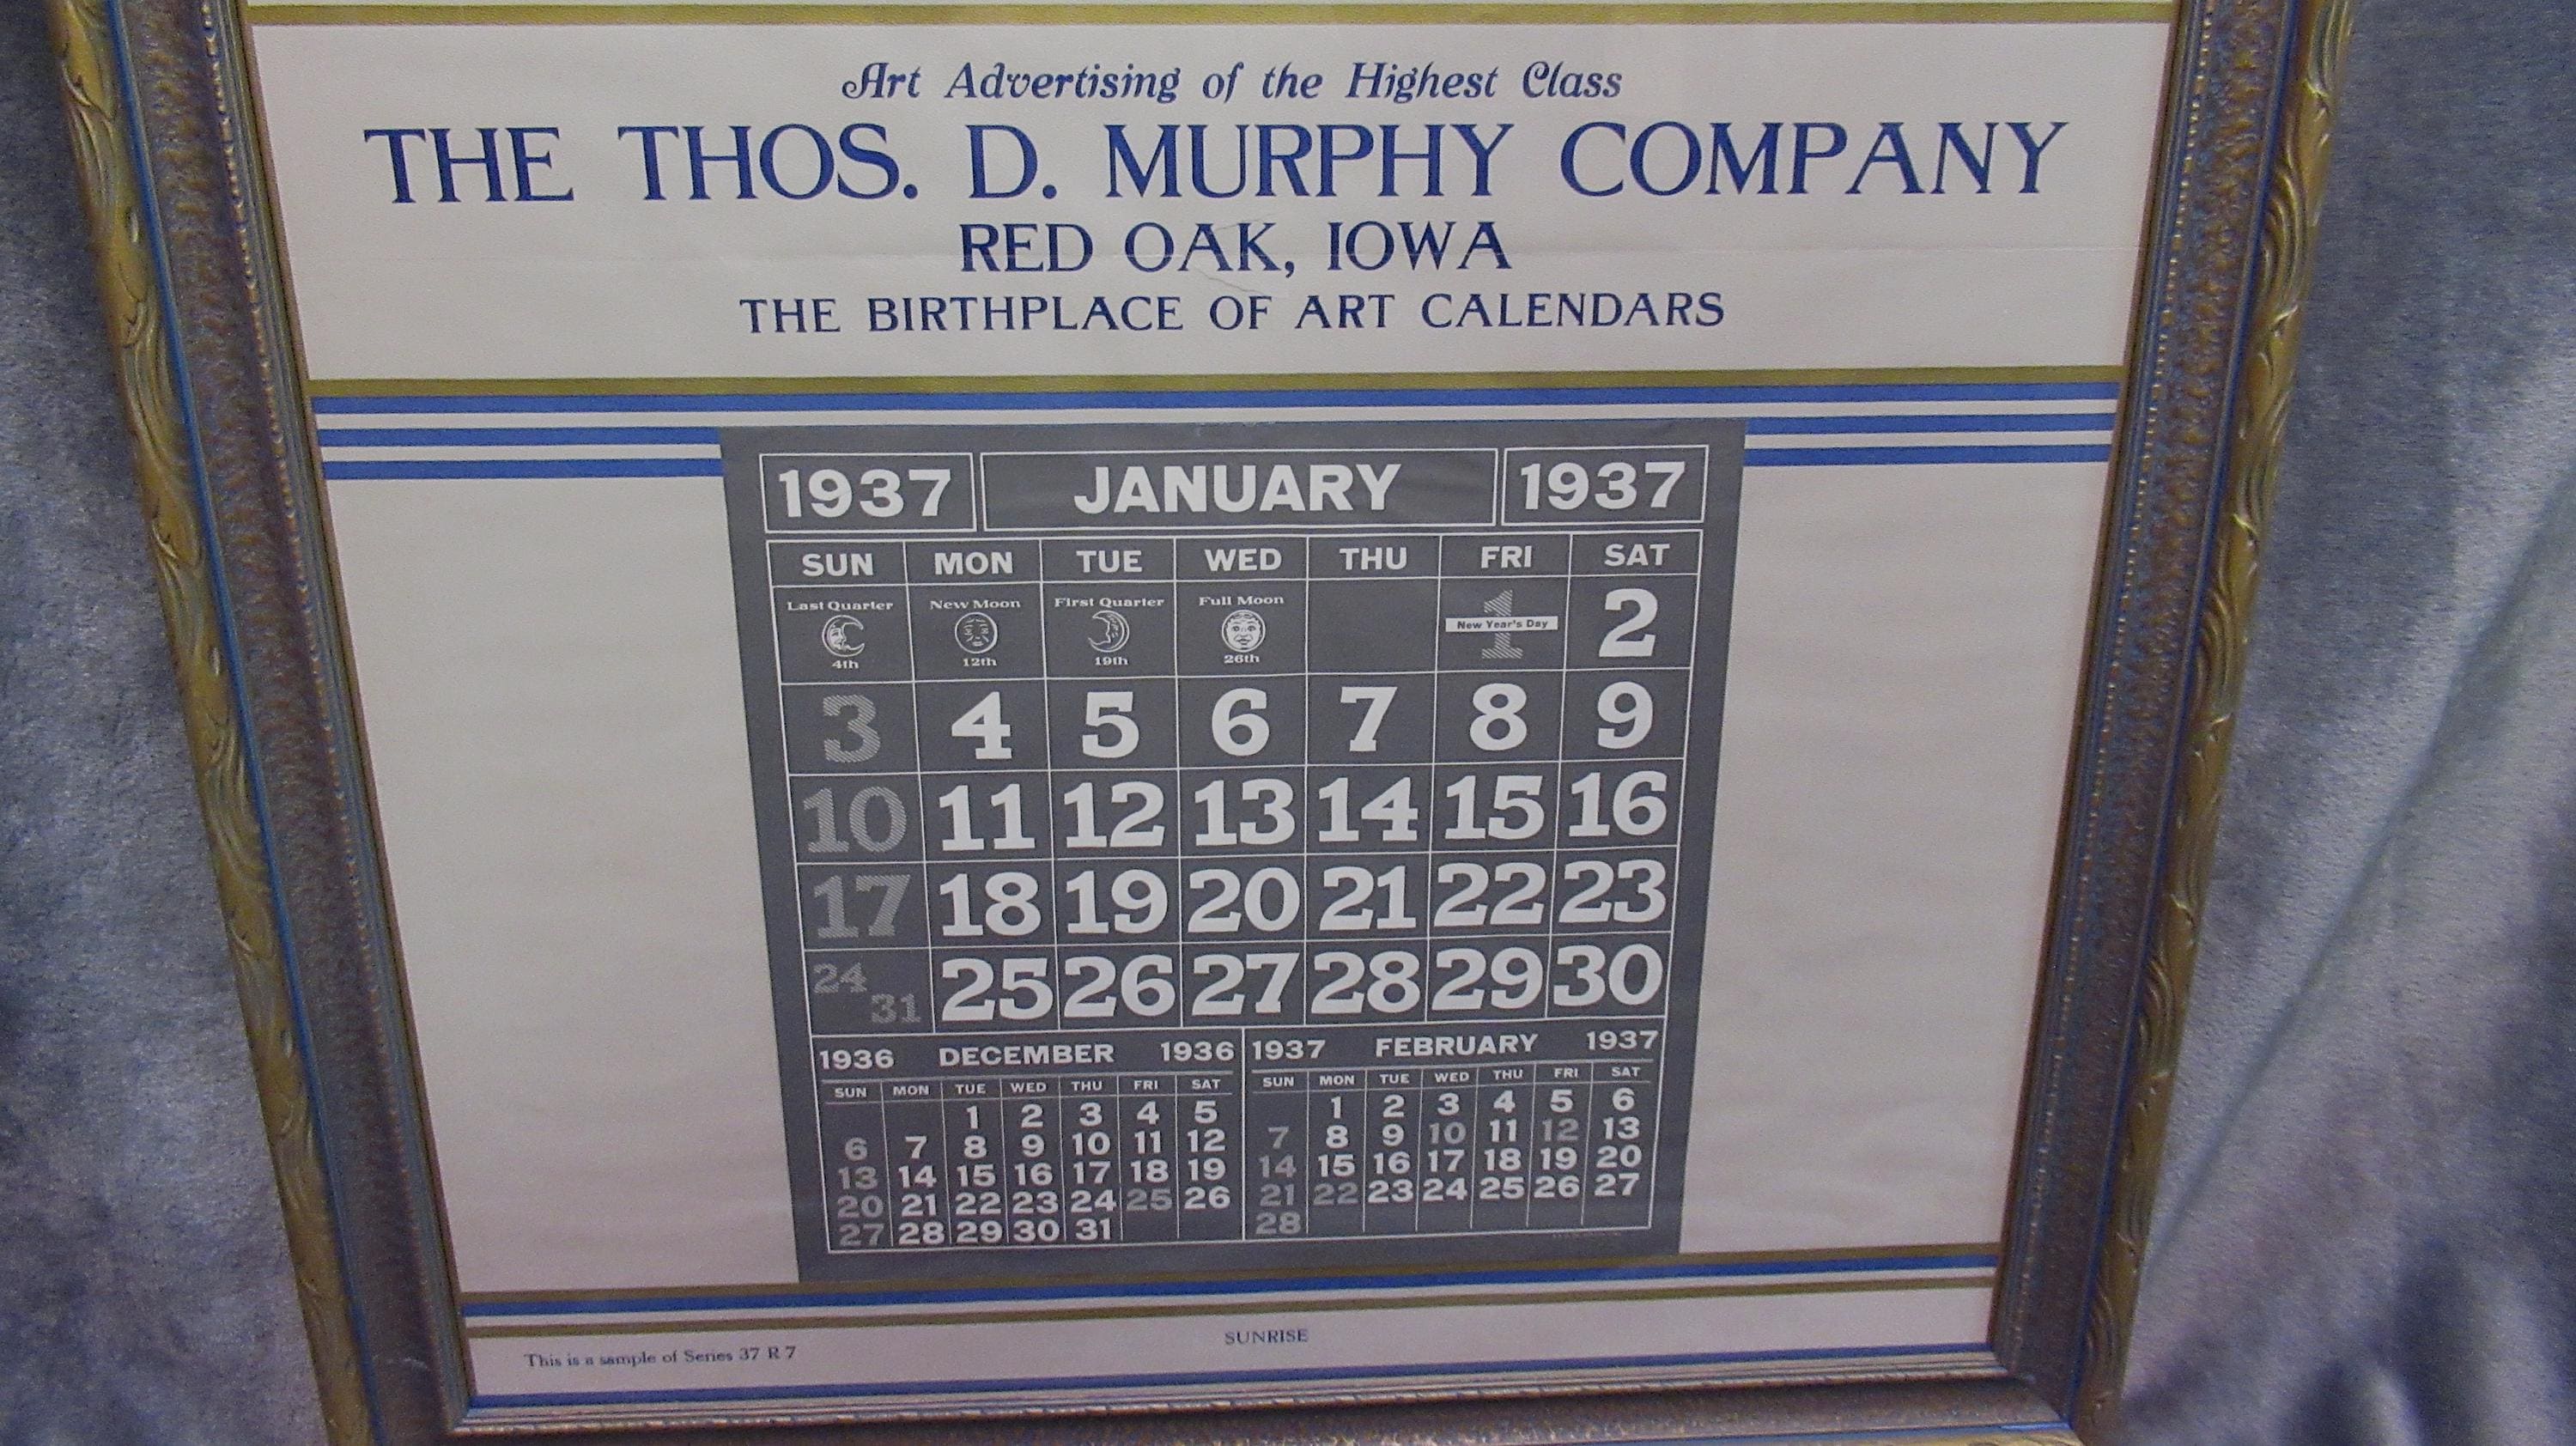 Art Advertising of the Highest Class
THE THOS. D. MURPHY COMPANY
RED OAK, IOWA
THE BIRTHPLACE OF ART CALENDARS
1937 JANUARY 1937
SUN MON TUE WED THU FRI SAT
Last Quarter 4th New Moon 12th First Quarter 19th Full Moon 26th 1 New Year's Day 2
3 4 5 6 7 8 9
10 11 12 13 14 15 16
17 18 19 20 21 22 23
24 31 25 26 27 28 29 30
1936 DECEMBER 1936
SUN MON TUE WED THU FRI SAT
1 2 3 4 5
6 7 8 9 10 11 12
13 14 15 16 17 18 19
20 21 22 23 24 25 26
27 28 29 30 31
1937 FEBRUARY 1937
SUN MON TUE WED THU FRI SAT
1 2 3 4 5 6
7 8 9 10 11 12 13
14 15 16 17 18 19 20
21 22 23 24 25 26 27
28
SUNRISE
This is a sample of Series 37 R 7